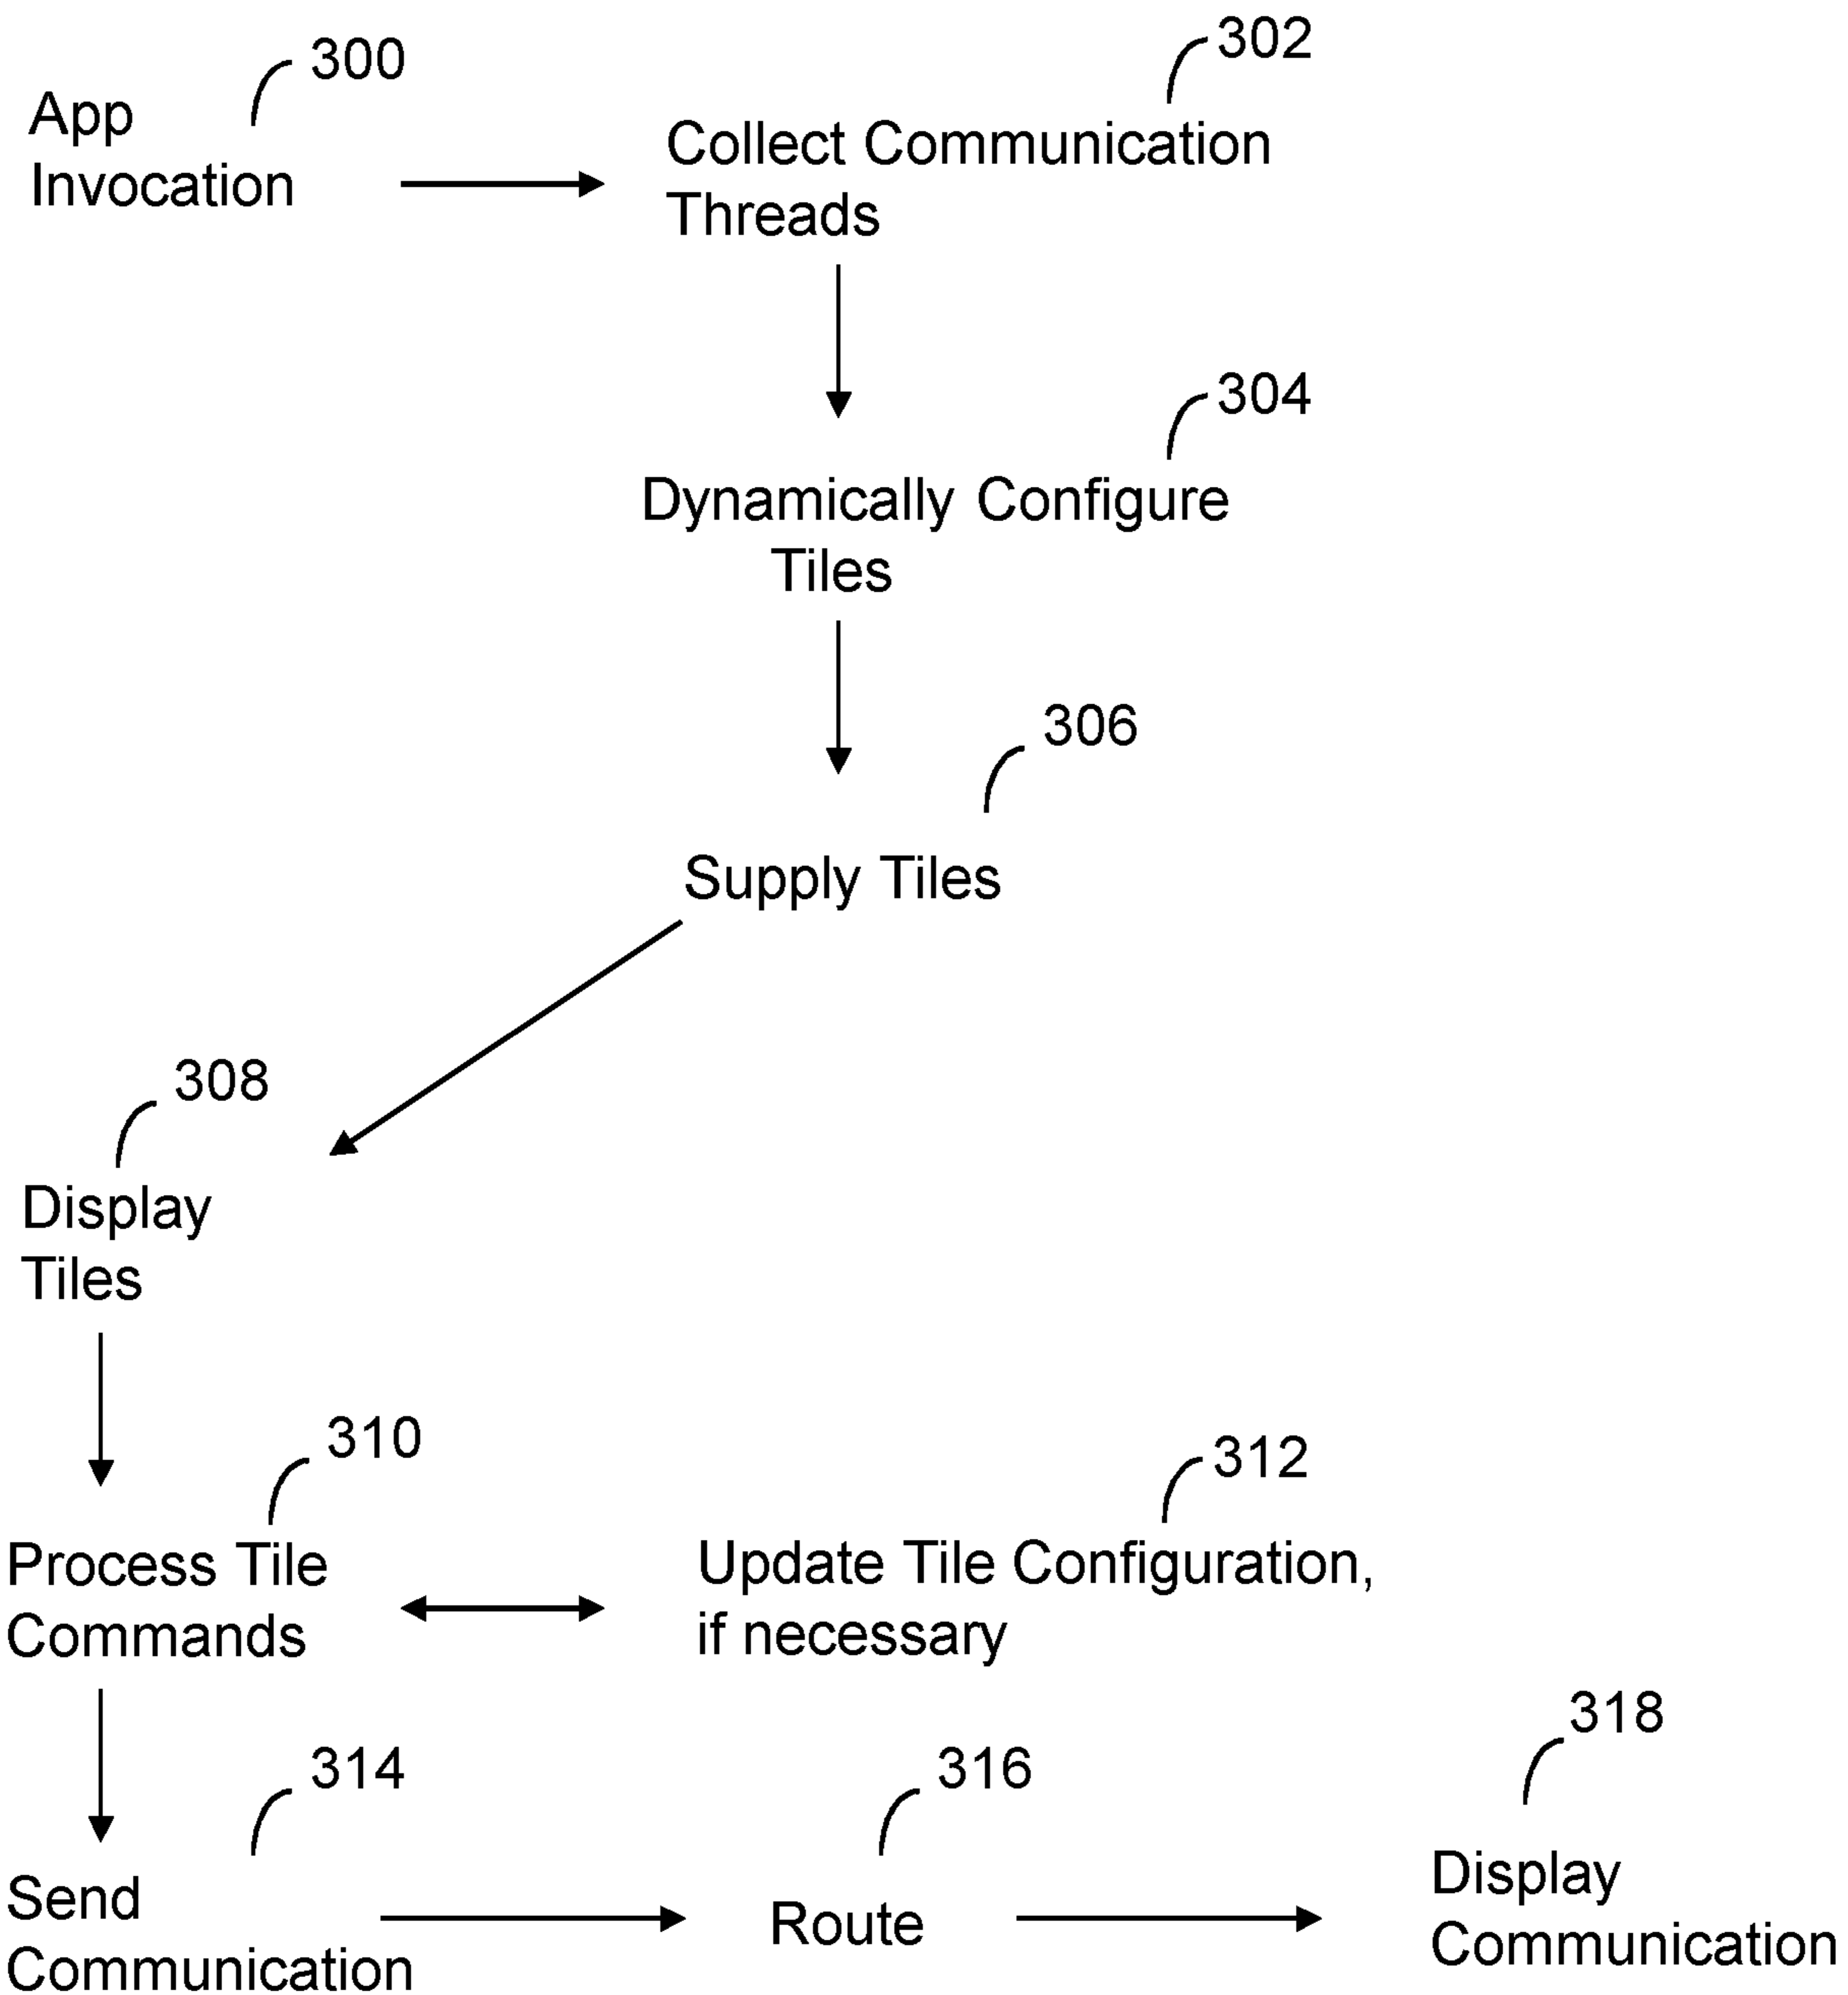 300
App
Invocation
302
Collect Communication
Threads
304
Dynamically Configure
Tiles
306
Supply Tiles
308
Display
Tiles
310
Process Tile
Commands
312
Update Tile Configuration,
if necessary
314
Send
Communication
316
Route
318
Display
Communication